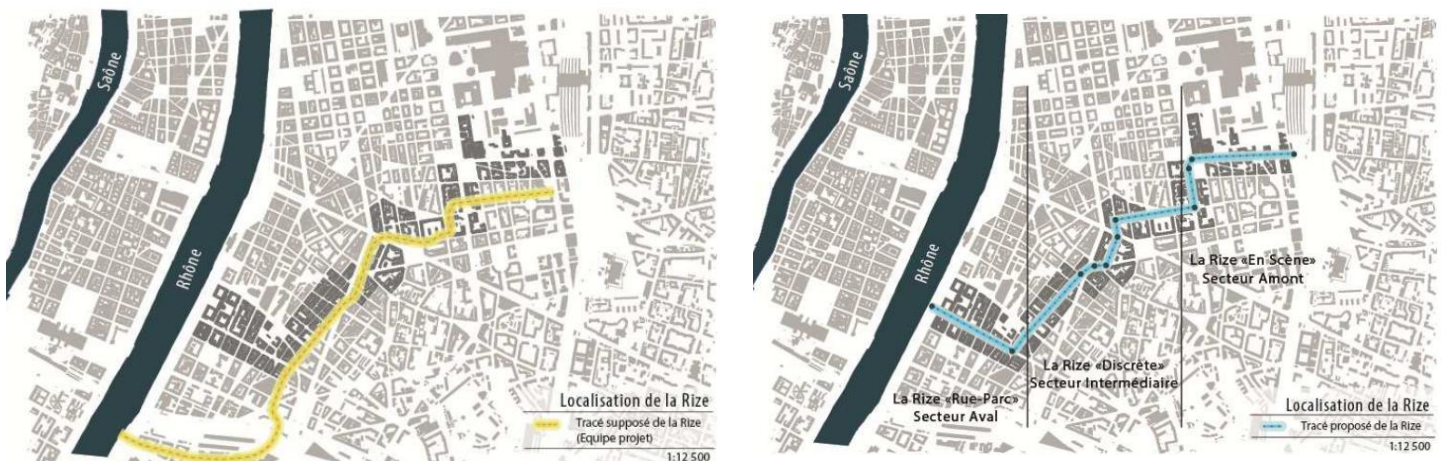 Saône
Rhône
Localisation de la Rize
Tracé supposé de la Rize
(Equipe projet)
1:12 500
Saône
Rhône
La Rize «En Scène»
Secteur Amont
La Rize «Discrète»
Secteur Intermédiaire
La Rize «Rue-Parc»
Secteur Aval
Localisation de la Rize
Tracé proposé de la Rize
1:12 500